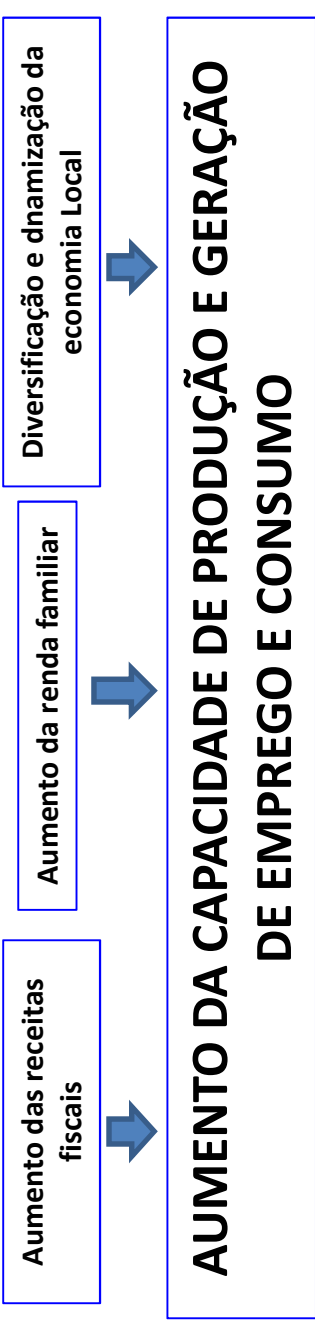 Aumento das receitas
fiscais
Aumento da renda familiar
Diversificação e dnamização da
economia Local
AUMENTO DA CAPACIDADE DE PRODUÇÃO E GERAÇÃO
DE EMPREGO E CONSUMO